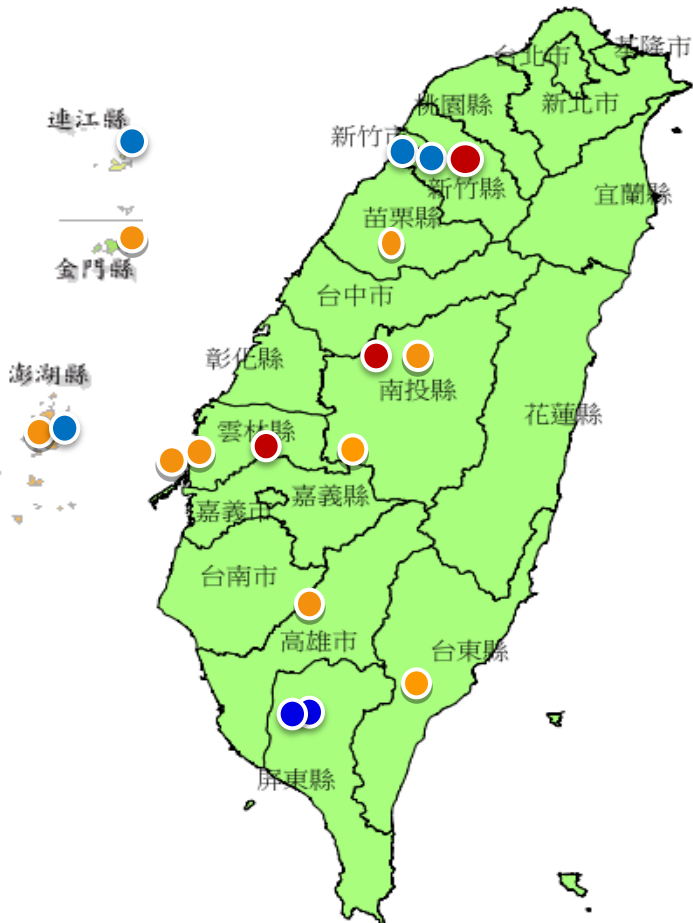 基隆市
台北市
新北市
桃園縣
連江縣
新竹市
新竹縣
宜蘭縣
苗栗縣
金門縣
台中市
彰化縣
澎湖縣
南投縣
花蓮縣
雲林縣
嘉義縣
嘉義市
台南市
高雄市
台東縣
屏東縣